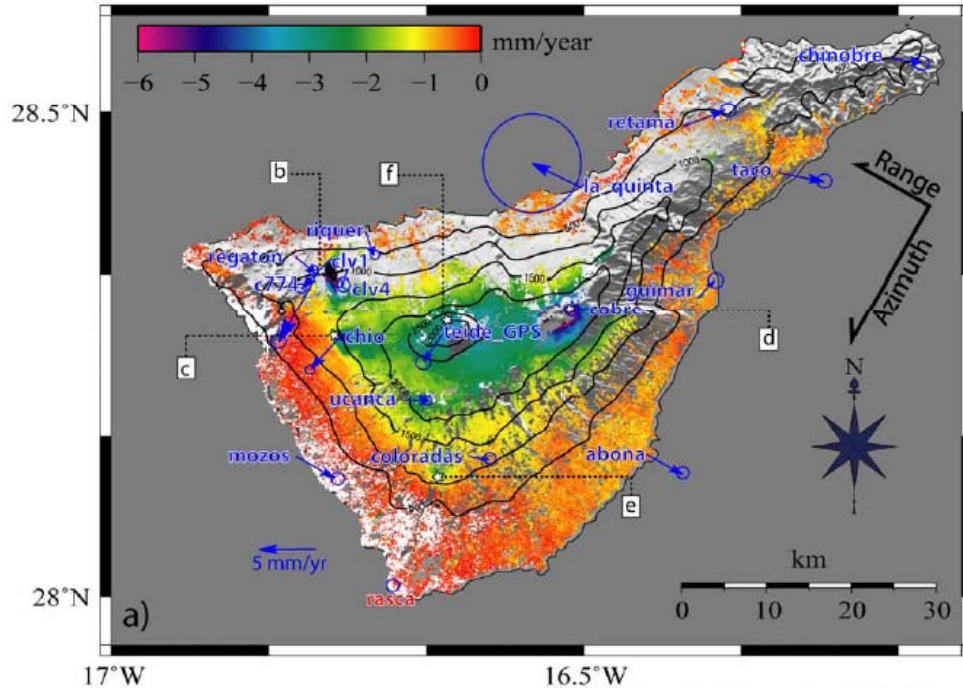 mm/year
−6 −5 −4 −3 −2 −1 0
chinobre
28.5°N
retama
b
f
taco
Range
la_quinta
Azimuth
riquer
regaton
clv1
1000
1500
c774
clv4
guimar
cobre
teide_GPS
chio
d
N
c
ucanca
1500
mozos
coloradas
abona
e
5 mm/yr
km
28°N
rasca
a)
0 10 20 30
17°W
16.5°W